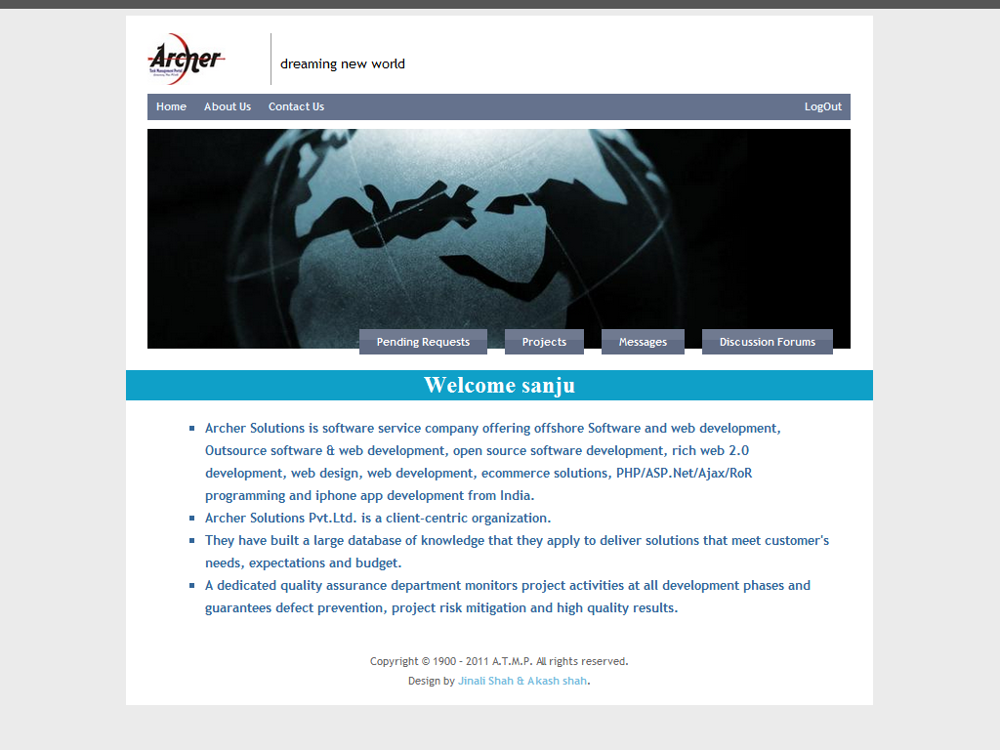 Archer
Task Management Portal
dreaming new world
Home About Us Contact Us LogOut
Pending Requests Projects Messages Discussion Forums
Welcome sanju
Archer Solutions is software service company offering offshore Software and web development,
Outsource software & web development, open source software development, rich web 2.0
development, web design, web development, ecommerce solutions, PHP/ASP.Net/Ajax/RoR
programming and iphone app development from India.
Archer Solutions Pvt.Ltd. is a client-centric organization.
They have built a large database of knowledge that they apply to deliver solutions that meet customer's
needs, expectations and budget.
A dedicated quality assurance department monitors project activities at all development phases and
guarantees defect prevention, project risk mitigation and high quality results.
Copyright © 1900 - 2011 A.T.M.P. All rights reserved.
Design by Jinali Shah & Akash shah.